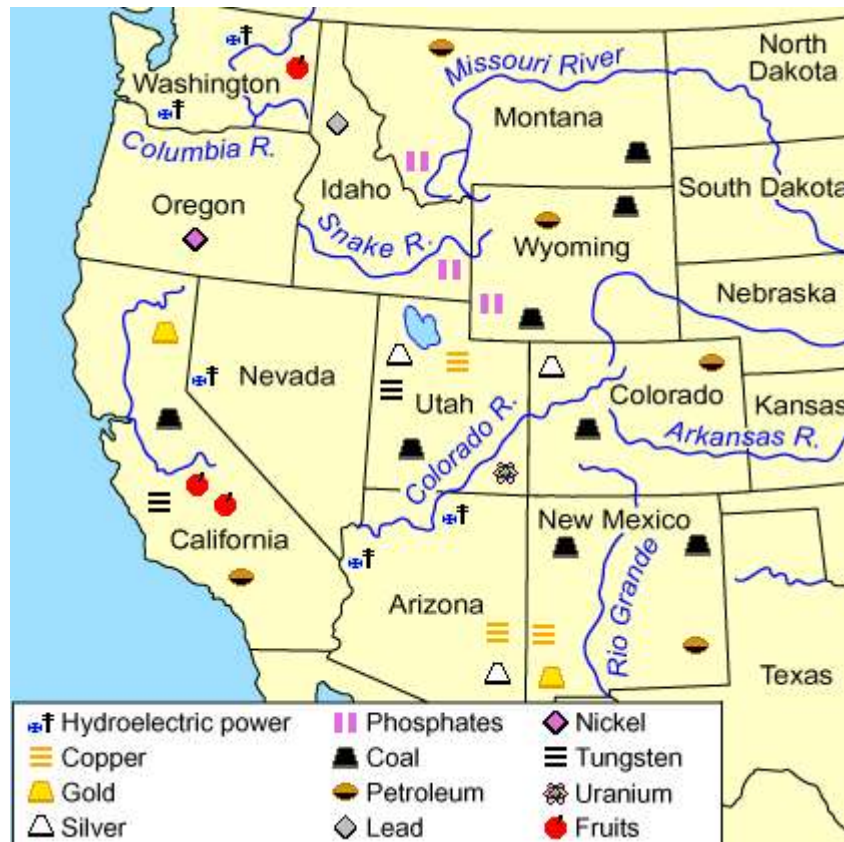 North
Dakota
Washington
Missouri River
Montana
Columbia R.
Idaho
South Dakota
Oregon
Snake R.
Wyoming
Nebraska
Nevada
Utah
Colorado R.
Colorado
Kansas
Arkansas R.
New Mexico
California
Arizona
Rio Grande
Texas
Hydroelectric power
Phosphates
Nickel
Copper
Coal
Tungsten
Gold
Petroleum
Uranium
Silver
Lead
Fruits